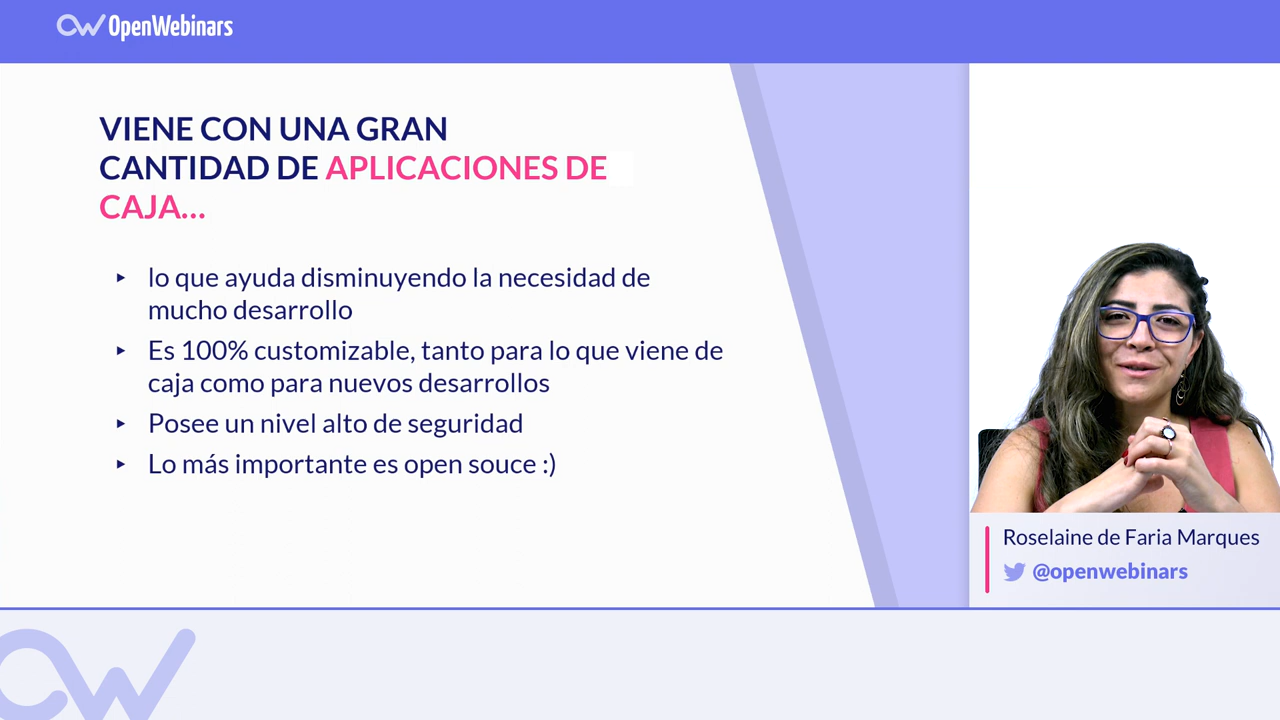 OpenWebinars
VIENE CON UNA GRAN
CANTIDAD DE APLICACIONES DE
CAJA...
‣ lo que ayuda disminuyendo la necesidad de
mucho desarrollo
‣ Es 100% customizable, tanto para lo que viene de
caja como para nuevos desarrollos
‣ Posee un nivel alto de seguridad
‣ Lo más importante es open souce :)
Roselaine de Faria Marques
@openwebinars